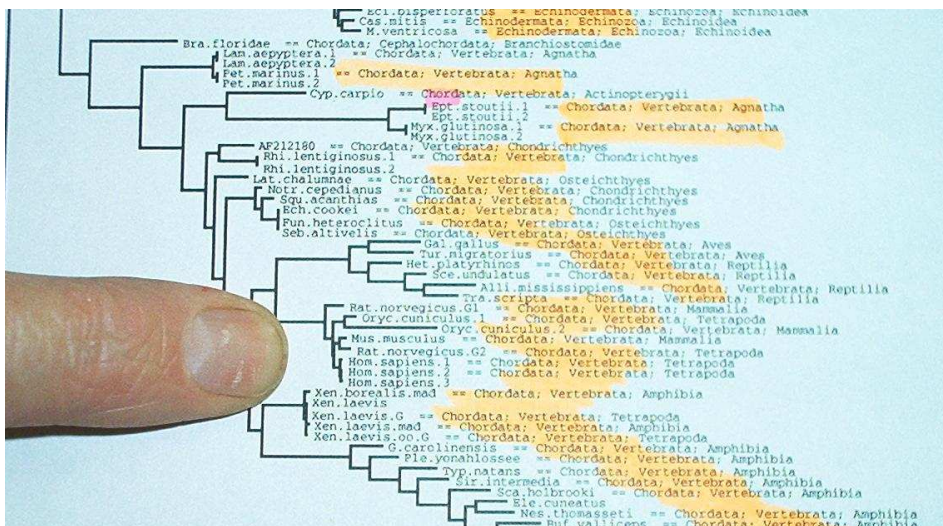 Eci.bisperforatus == Echinodermata; Echinozoa; Echinoidea
Cas.mitis == Echinodermata; Echinozoa; Echinoidea
M.ventricosa == Echinodermata; Echinozoa; Echinoidea
Bra.floridae == Chordata; Cephalochordata; Branchiostomidae
Lam.aepyptera.1 == Chordata; Vertebrata; Agnatha
Lam.aepyptera.2
Pet.marinus.1 == Chordata; Vertebrata; Agnatha
Pet.marinus.2
Cyp.carpio == Chordata; Vertebrata; Actinopterygii
Ept.stoutii.1 == Chordata; Vertebrata; Agnatha
Ept.stoutii.2
Myx.glutinosa.1 == Chordata; Vertebrata; Agnatha
Myx.glutinosa.2
AF212180 == Chordata; Vertebrata; Chondrichthyes
Rhi.lentiginosus.1 == Chordata; Vertebrata; Chondrichthyes
Rhi.lentiginosus.2
Lat.chalumnae == Chordata; Vertebrata; Osteichthyes
Notr.cepedianus == Chordata; Vertebrata; Chondrichthyes
Squ.acanthias == Chordata; Vertebrata; Chondrichthyes
Ech.cookei == Chordata; Vertebrata; Chondrichthyes
Fun.heteroclitus == Chordata; Vertebrata; Osteichthyes
Seb.altivelis == Chordata; Vertebrata; Osteichthyes
Gal.gallus == Chordata; Vertebrata; Aves
Tur.migratorius == Chordata; Vertebrata; Aves
Het.platyrhinos == Chordata; Vertebrata; Reptilia
Sce.undulatus == Chordata; Vertebrata; Reptilia
Alli.mississippiens == Chordata; Vertebrata; Reptilia
Tra.scripta == Chordata; Vertebrata; Reptilia
Rat.norvegicus.G1 == Chordata; Vertebrata; Mammalia
Oryc.cuniculus.1 == Chordata; Vertebrata; Tetrapoda
Oryc.cuniculus.2 == Chordata; Vertebrata; Mammalia
Mus.musculus == Chordata; Vertebrata; Mammalia
Rat.norvegicus.G2 == Chordata; Vertebrata; Tetrapoda
Hom.sapiens.1 == Chordata; Vertebrata; Tetrapoda
Hom.sapiens.2 == Chordata; Vertebrata; Tetrapoda
Hom.sapiens.3
Xen.borealis.mad == Chordata; Vertebrata; Amphibia
Xen.laevis
Xen.laevis.G == Chordata; Vertebrata; Tetrapoda
Xen.laevis.mad == Chordata; Vertebrata; Amphibia
Xen.laevis.oo.G == Chordata; Vertebrata; Tetrapoda
G.carolinensis == Chordata; Vertebrata; Amphibia
Ple.yonahlossee == Chordata; Vertebrata; Amphibia
Typ.natans == Chordata; Vertebrata; Amphibia
Sir.intermedia == Chordata; Vertebrata; Amphibia
Sca.holbrooki == Chordata; Vertebrata; Amphibia
Ele.cuneatus
Nes.thomasseti == Chordata; Vertebrata; Amphibia
Buf.valliceps == Chordata; Vertebrata; Amphibia